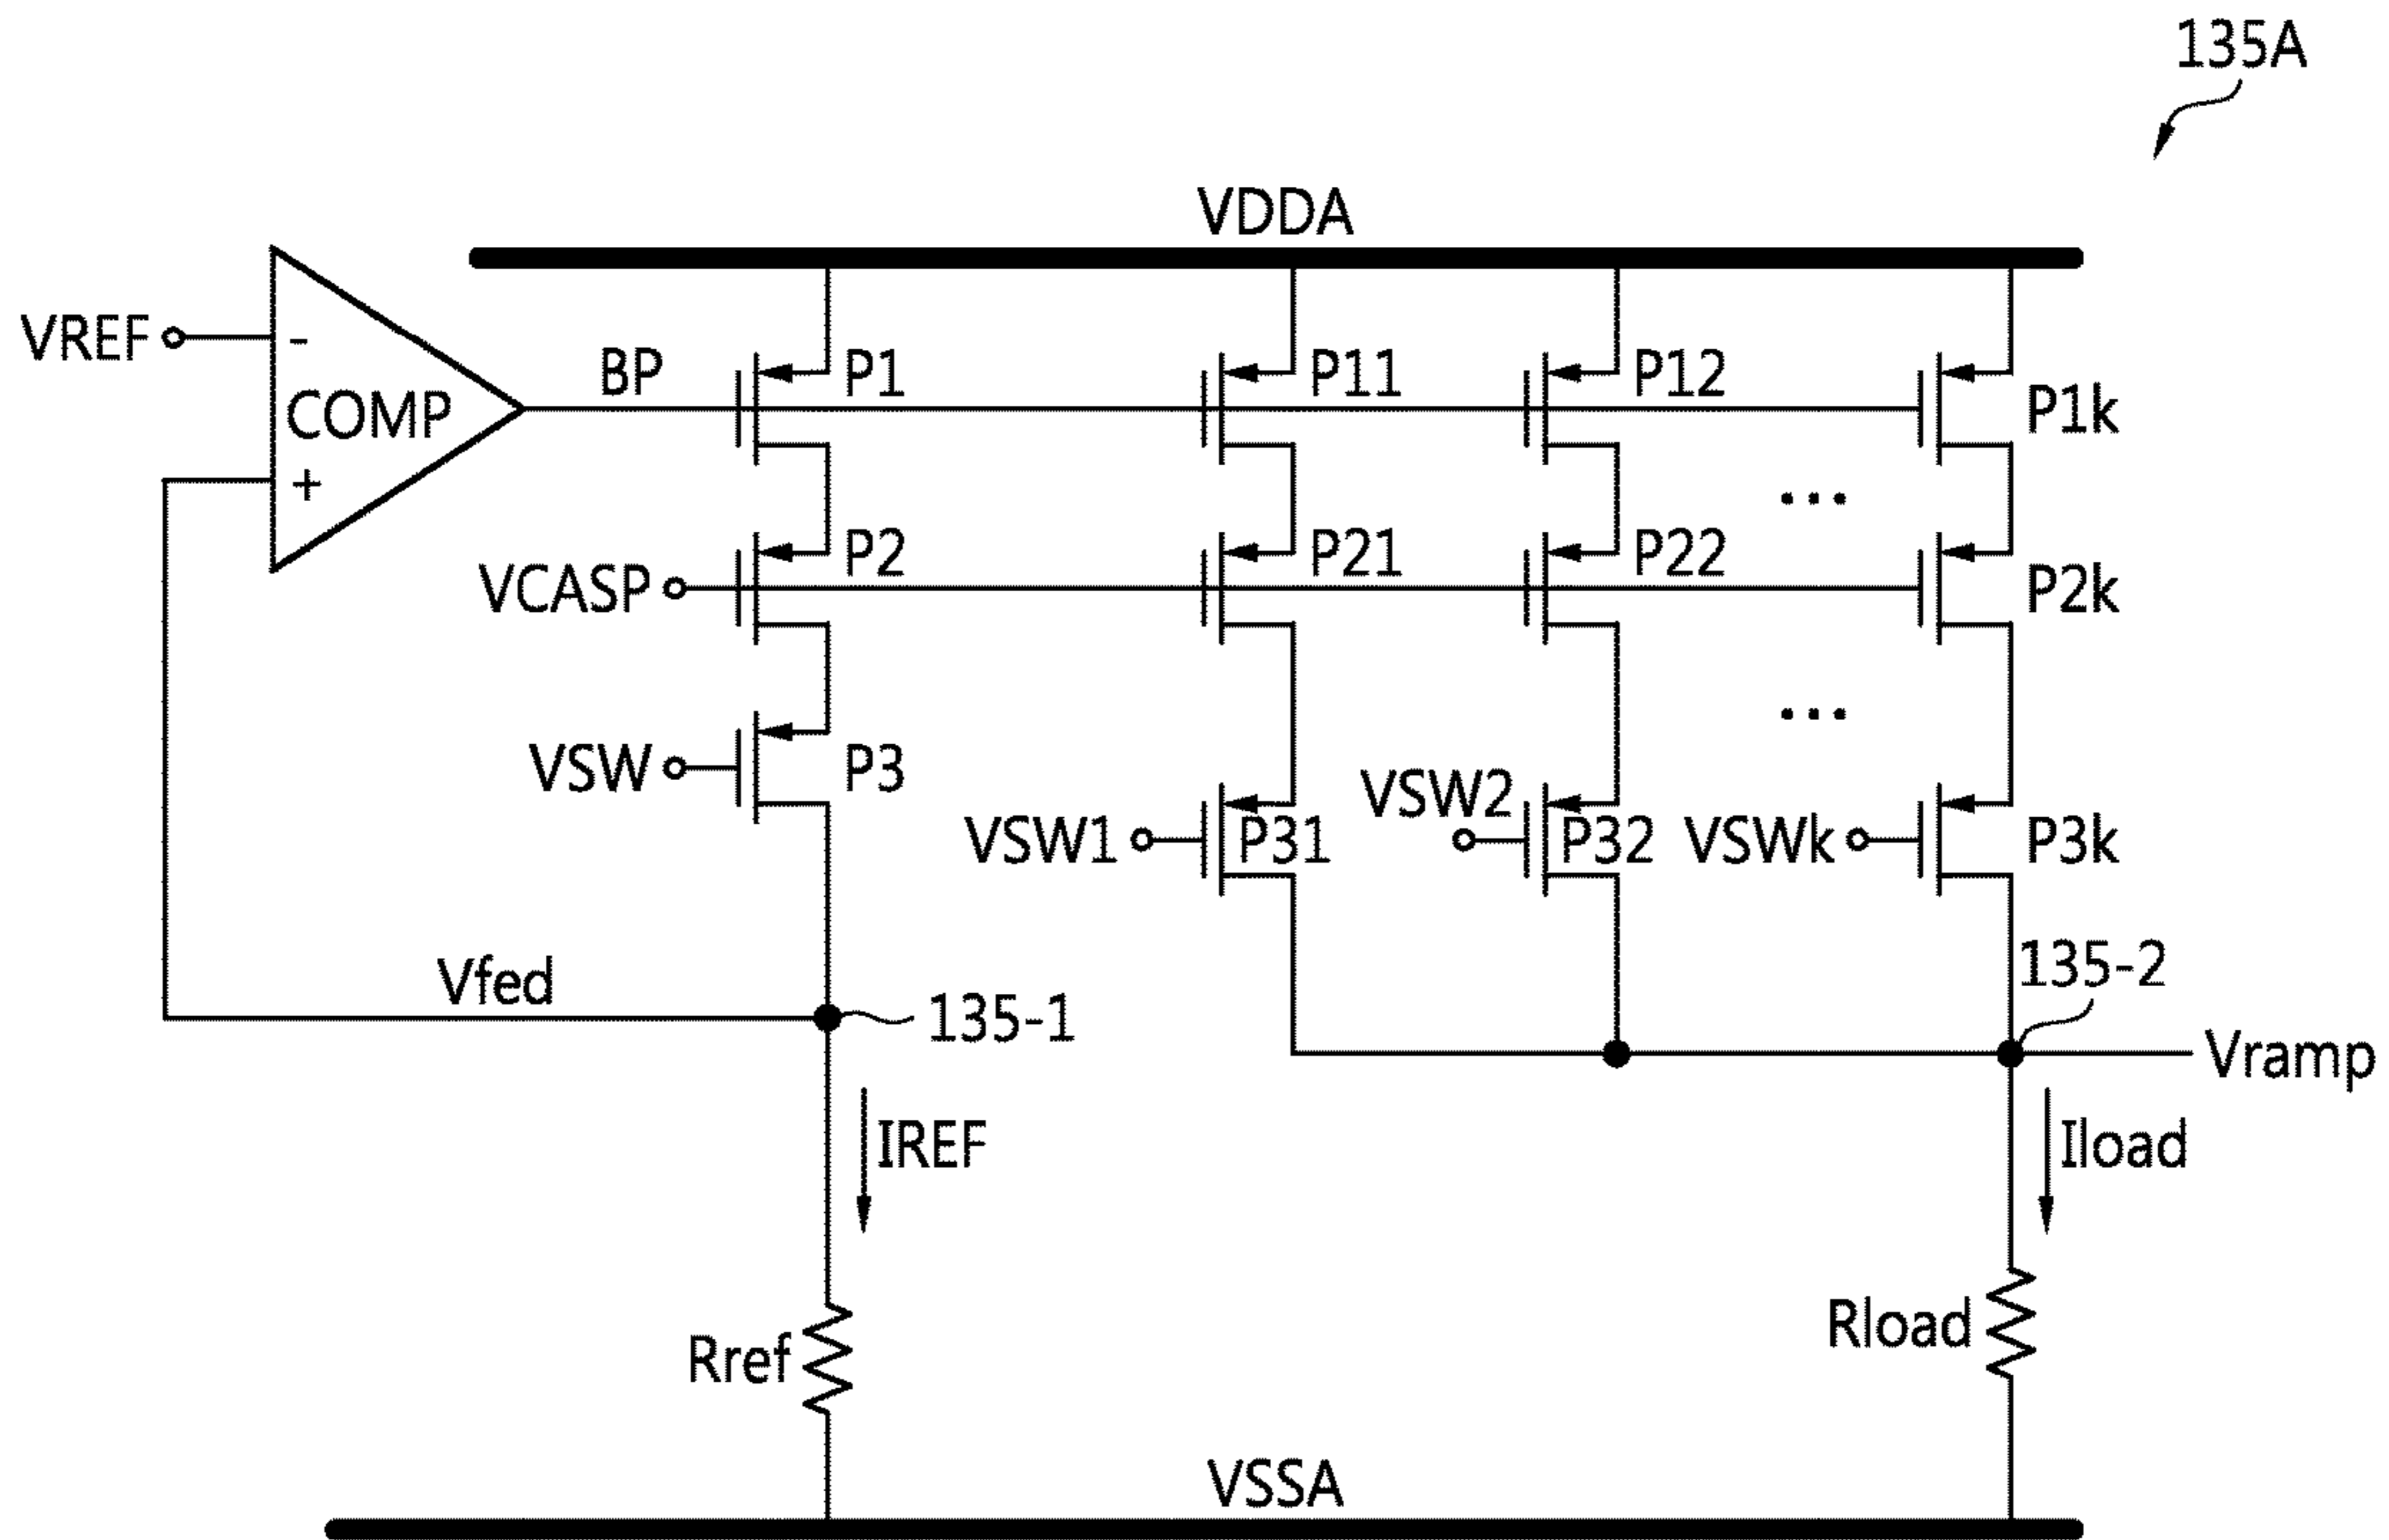 135A
VDDA
VREF
-
COMP
+
BP
P1
P11
P12
P1k
...
VCASP
P2
P21
P22
P2k
...
VSW
P3
VSW1
P31
VSW2
P32
VSWk
P3k
Vfed
135-1
135-2
Vramp
IREF
Iload
Rref
Rload
VSSA